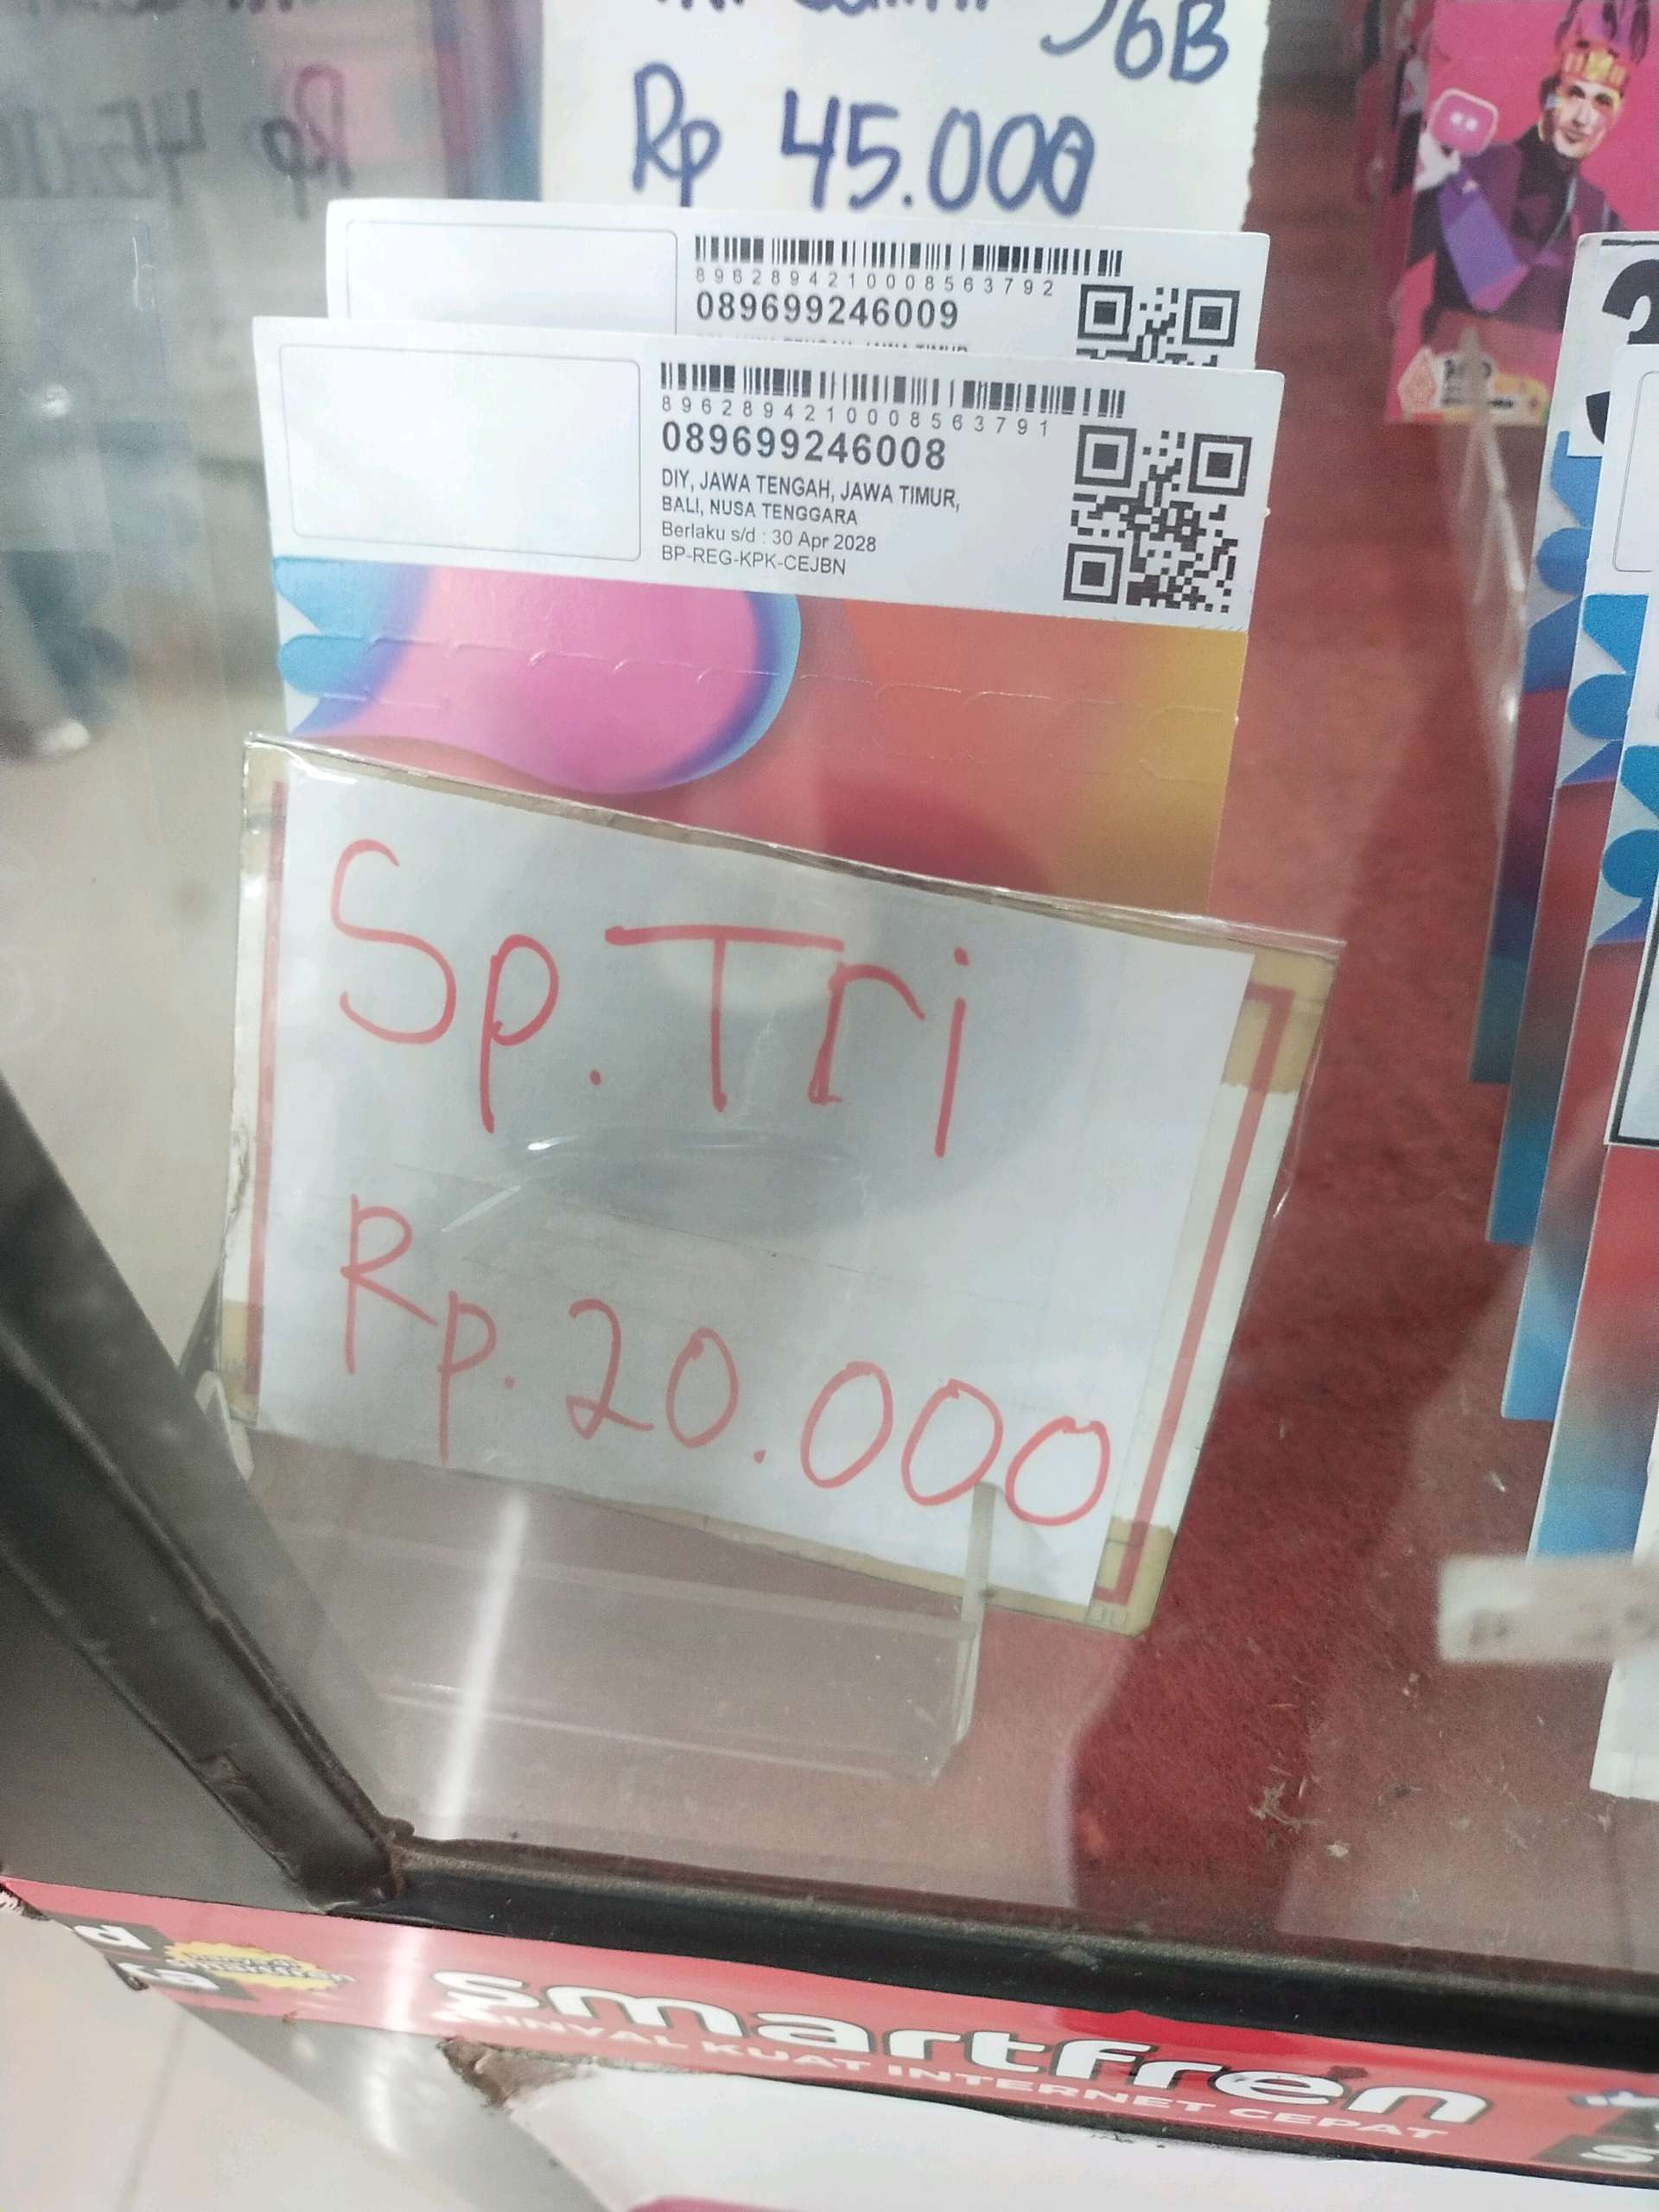 6B
Rp 45.000
8962894210008563792
089699246009
8962894210008563791
089699246008
DIY, JAWA TENGAH, JAWA TIMUR,
BALI, NUSA TENGGARA
Berlaku s/d : 30 Apr 2028
BP-REG-KPK-CEJBN
Sp.Tri
Rp.20.000
smartfren
SINYAL KUAT INTERNET CEPAT